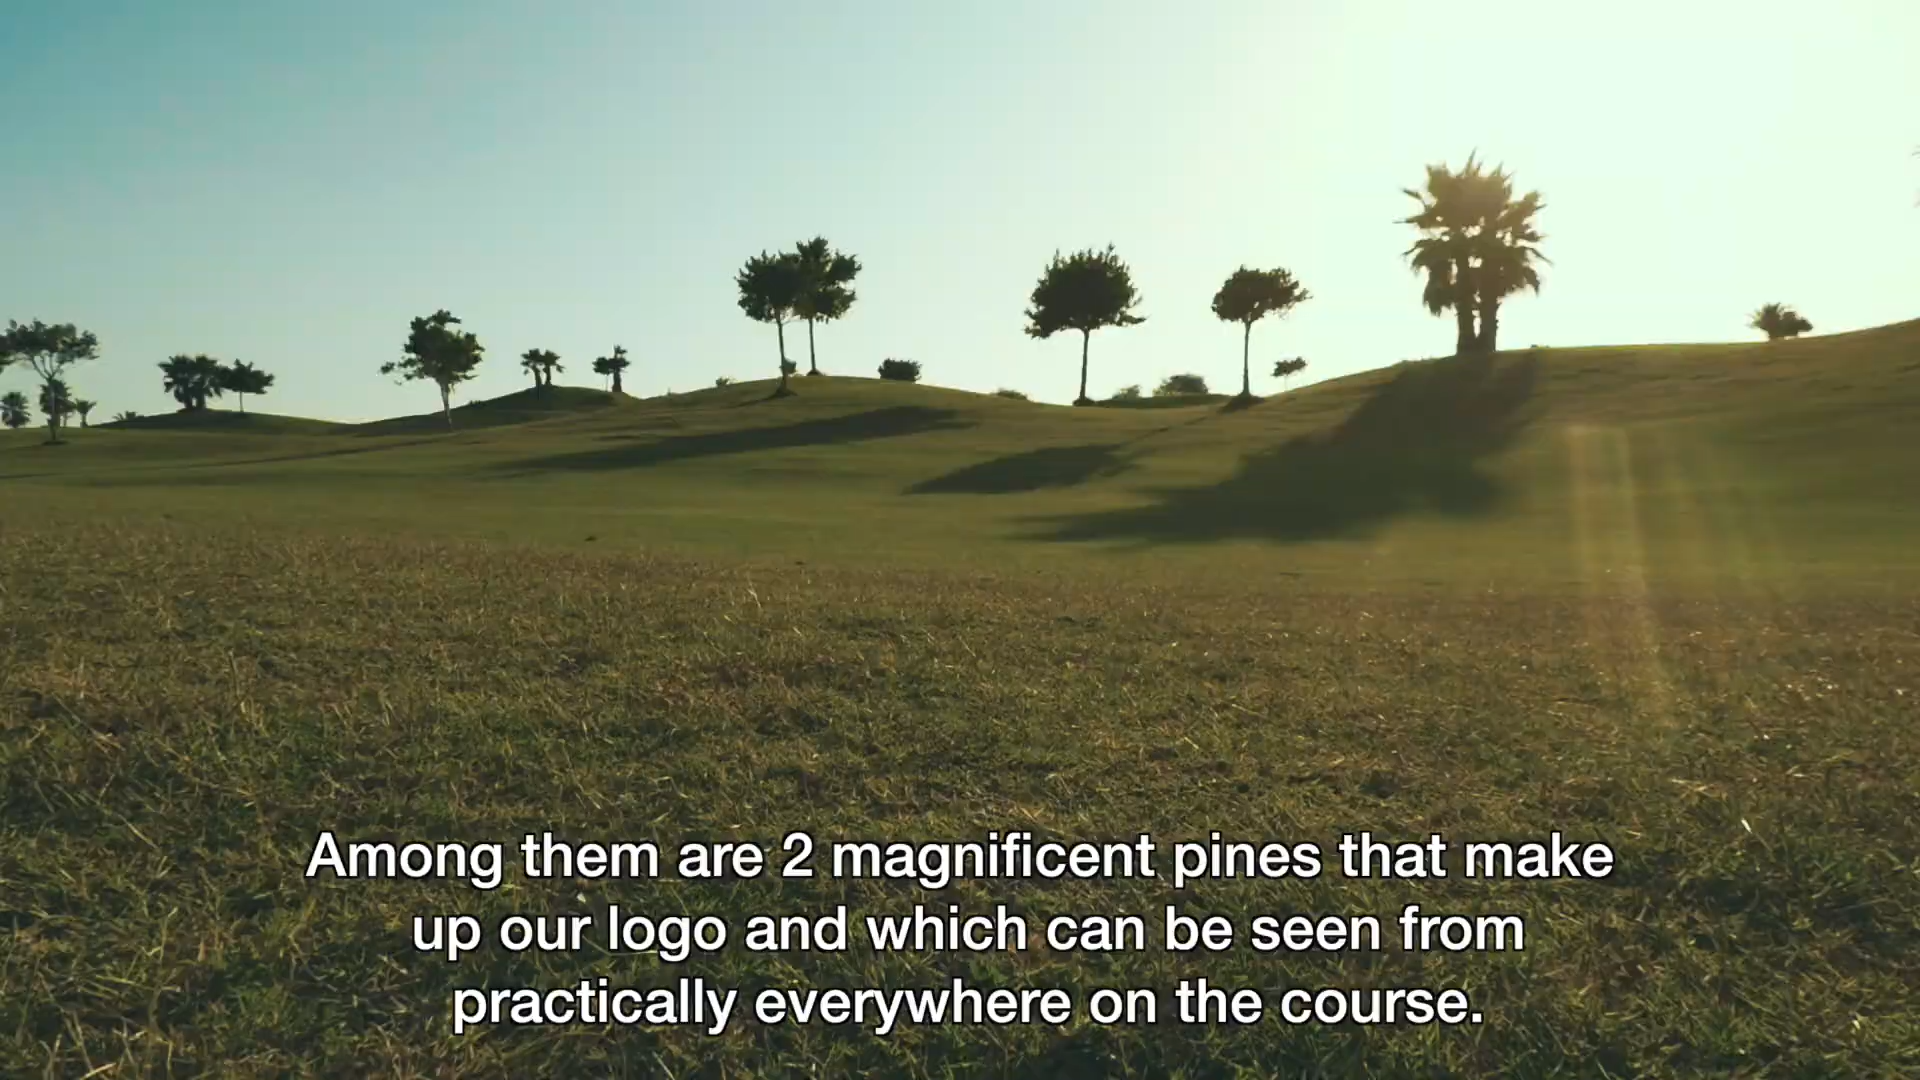 Among them are 2 magnificent pines that make
up our logo and which can be seen from
practically everywhere on the course.